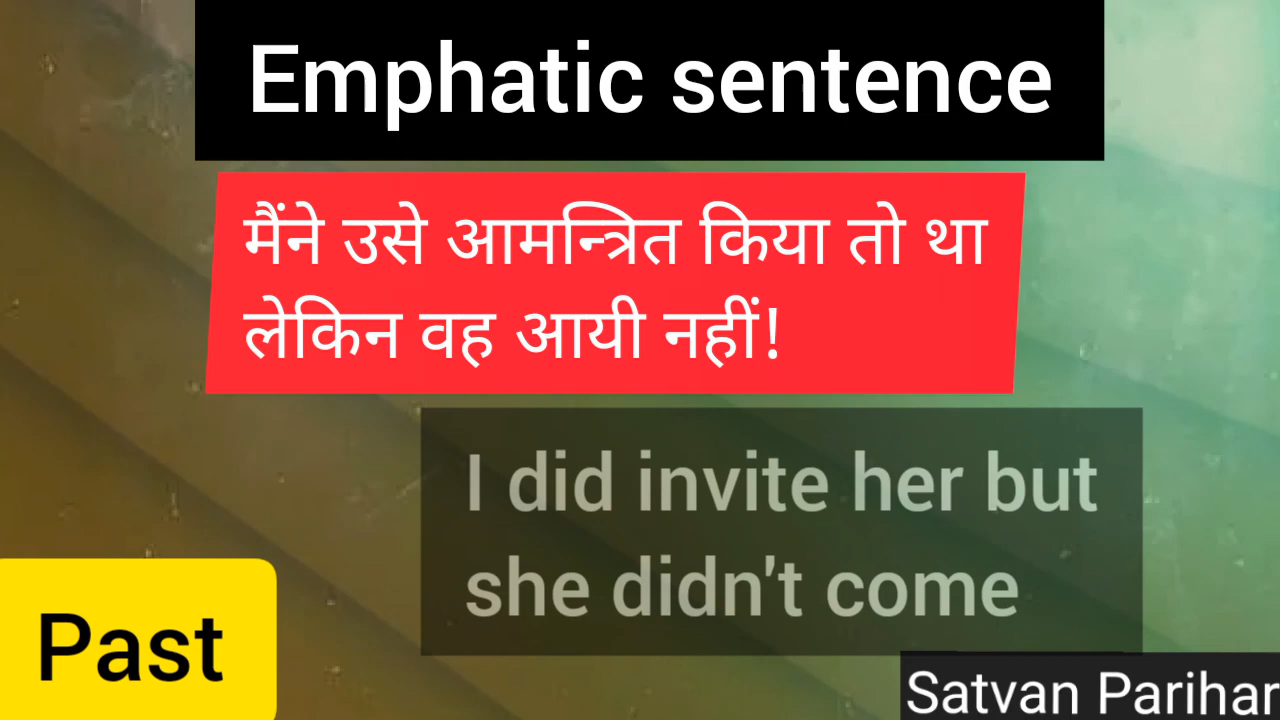 Emphatic sentence
मैंने उसे आमन्त्रित किया तो था
लेकिन वह आयी नहीं!
I did invite her but
she didn't come
Past
Satvan Parihar